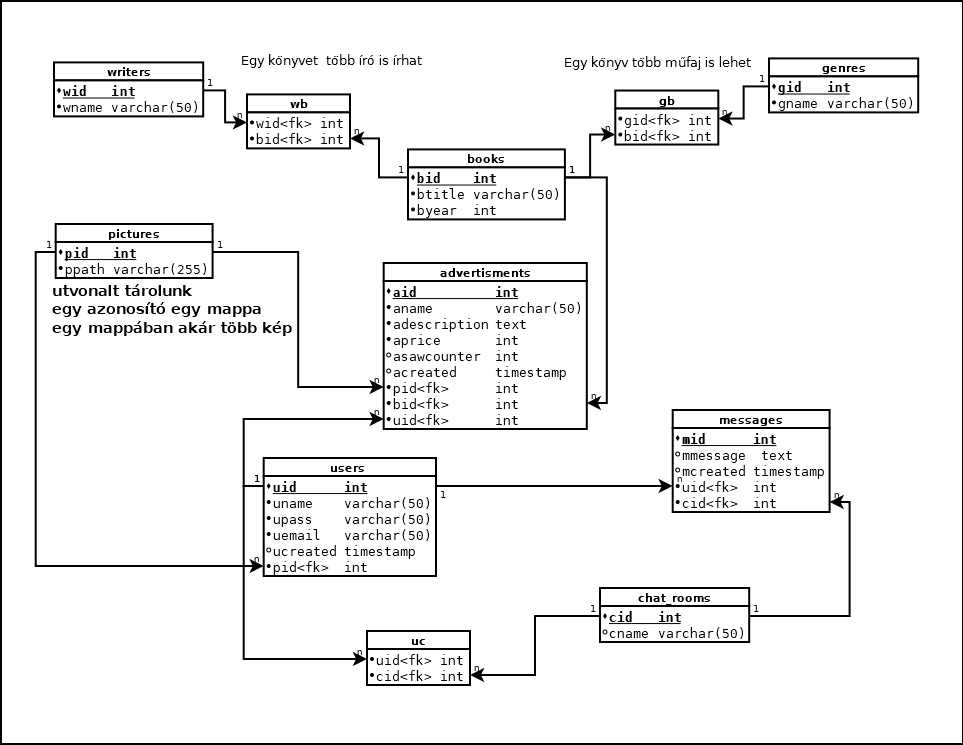 Egy könyvet  több író is írhat
Egy könyv több műfaj is lehet
writers
wid   int
wname varchar(50)
1
n
wb
wid<fk> int
bid<fk> int
n
genres
gid   int
gname varchar(50)
1
n
gb
gid<fk> int
bid<fk> int
n
books
bid    int
btitle varchar(50)
byear  int
1
1
pictures
pid   int
ppath varchar(255)
1
1
utvonalt tárolunk
egy azonosító egy mappa
egy mappában akár több kép
advertisments
aid          int
aname        varchar(50)
adescription text
aprice       int
asawcounter  int
acreated     timestamp
pid<fk>      int
bid<fk>      int
uid<fk>      int
n
n
n
messages
mid      int
mmessage  text
mcreated timestamp
uid<fk>  int
cid<fk>  int
n
n
users
uid      int
uname    varchar(50)
upass    varchar(50)
uemail   varchar(50)
ucreated timestamp
pid<fk>  int
1
1
n
chat_rooms
cid   int
cname varchar(50)
1
1
uc
uid<fk> int
cid<fk> int
n
n